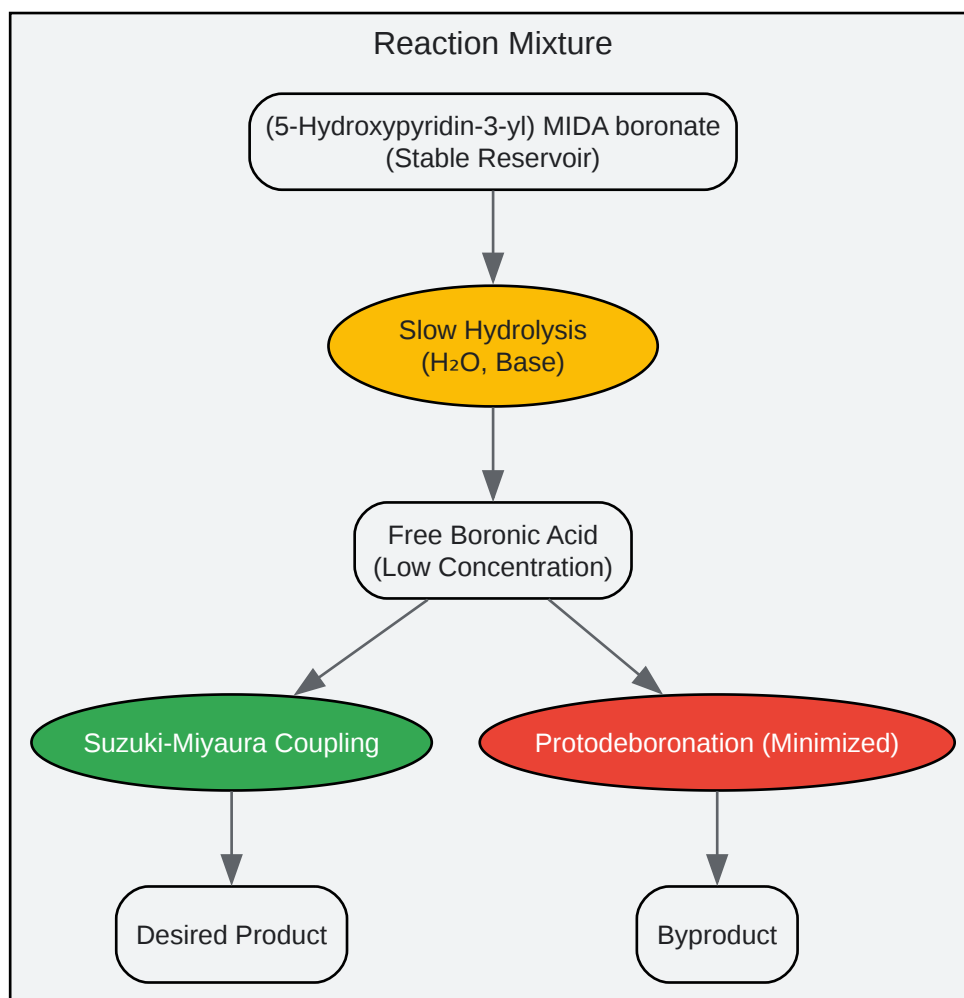 Reaction Mixture
(5-Hydroxypyridin-3-yl) MIDA boronate
(Stable Reservoir)
Slow Hydrolysis
(H₂O, Base)
Free Boronic Acid
(Low Concentration)
Suzuki-Miyaura Coupling
Protodeboronation (Minimized)
Desired Product
Byproduct